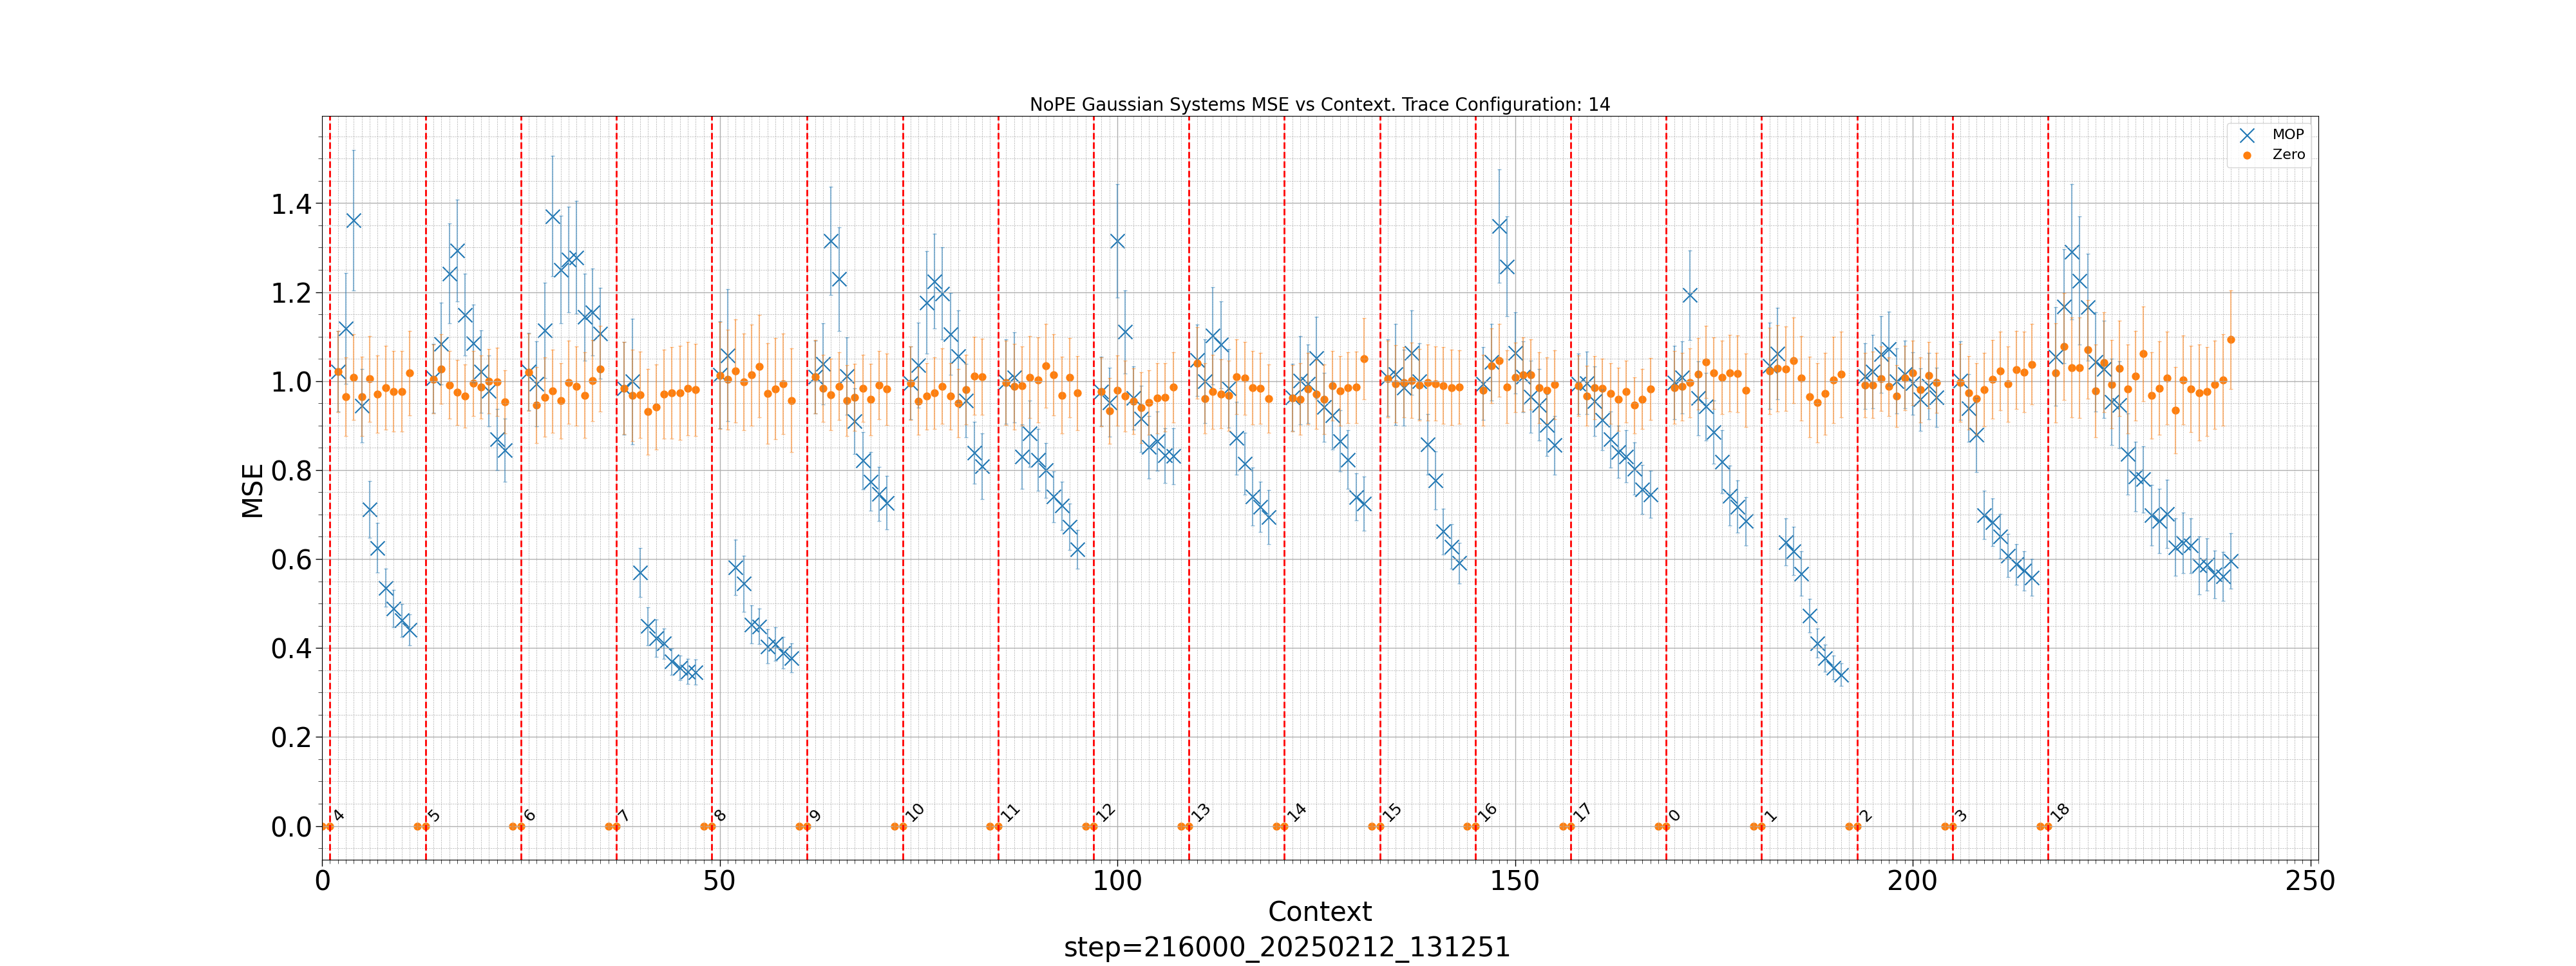 NoPE Gaussian Systems MSE vs Context. Trace Configuration: 14
MOP
Zero
1.4
1.2
1.0
0.8
0.6
0.4
0.2
0.0
MSE
4 5 6 7 8 9 10 11 12 13 14 15 16 17 0 1 2 3 18
0 50 100 150 200 250
Context
step=216000_20250212_131251